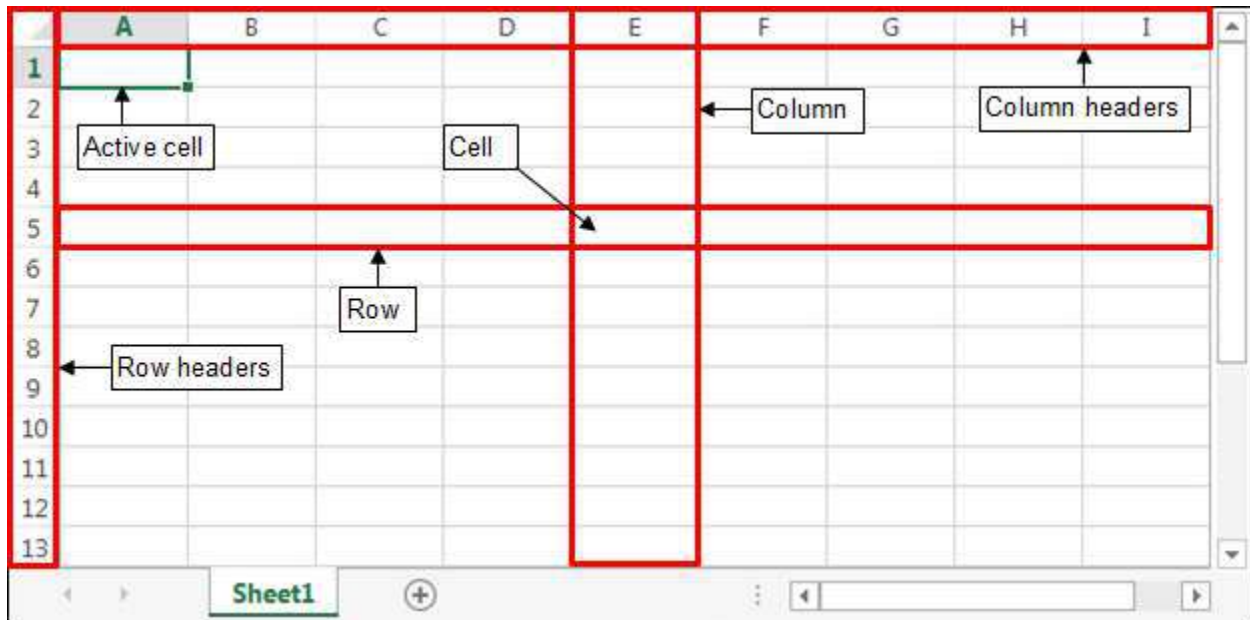 A B C D E F G H I
1
2 Column Column headers
3 Active cell Cell
4
5
6
7 Row
8 Row headers
9
10
11
12
13
Sheet1